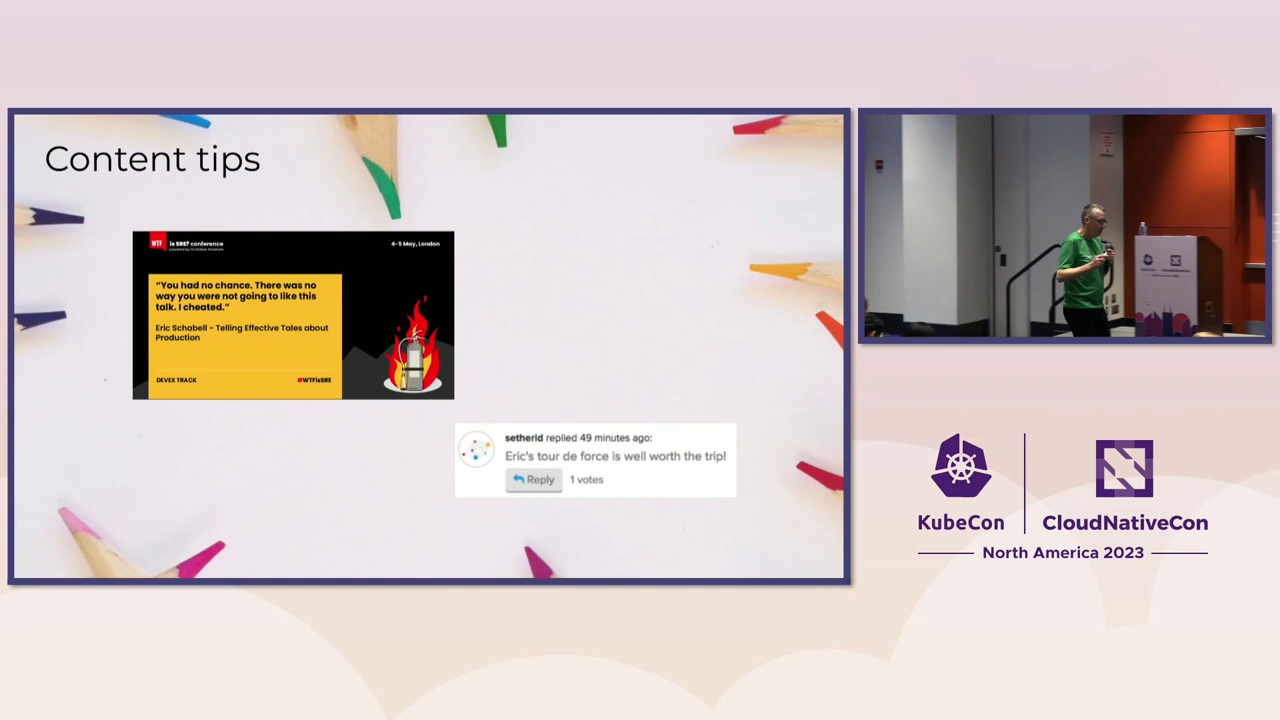 Content tips
WTF is SRE? conference
4-5 May, London
“You had no chance. There was no
way you were not going to like this
talk. I cheated.”
Eric Schabell - Telling Effective Tales about
Production
DEVEX TRACK
#WTFisSRE
setherid replied 49 minutes ago:
Eric's tour de force is well worth the trip!
Reply
1 votes
KubeCon
CloudNativeCon
North America 2023